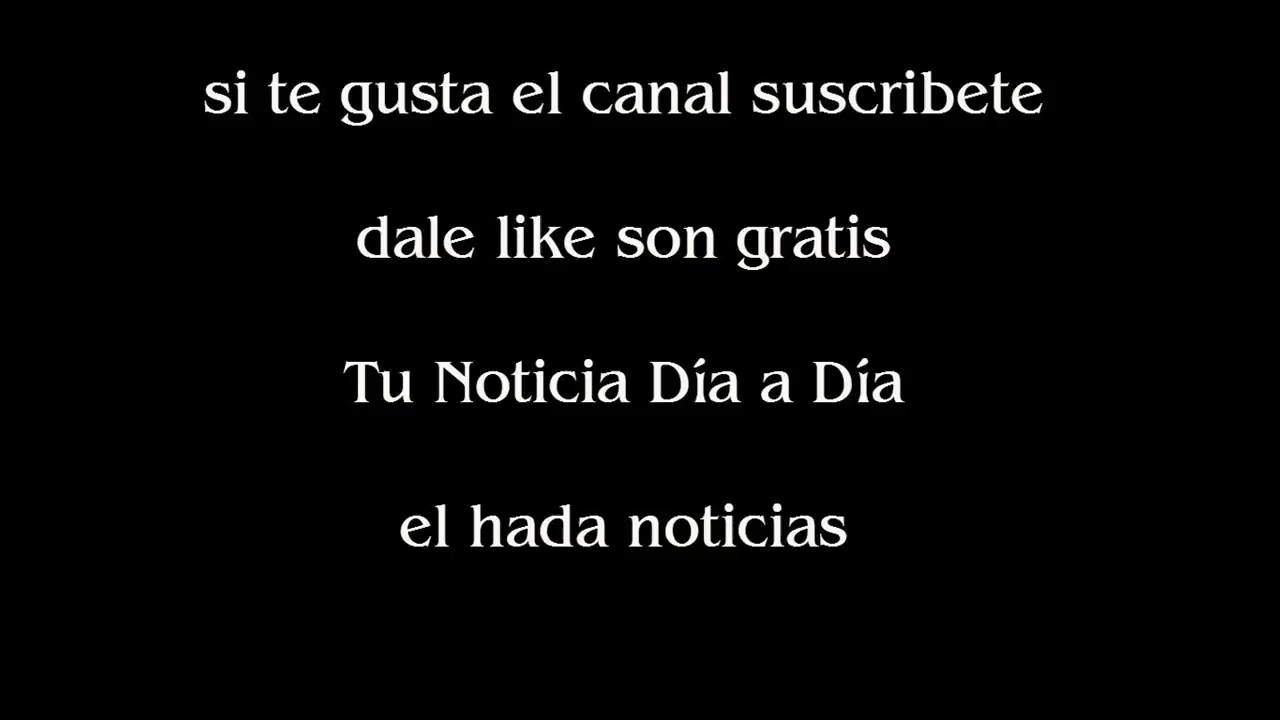 si te gusta el canal suscribete
dale like son gratis
Tu Noticia Día a Día
el hada noticias